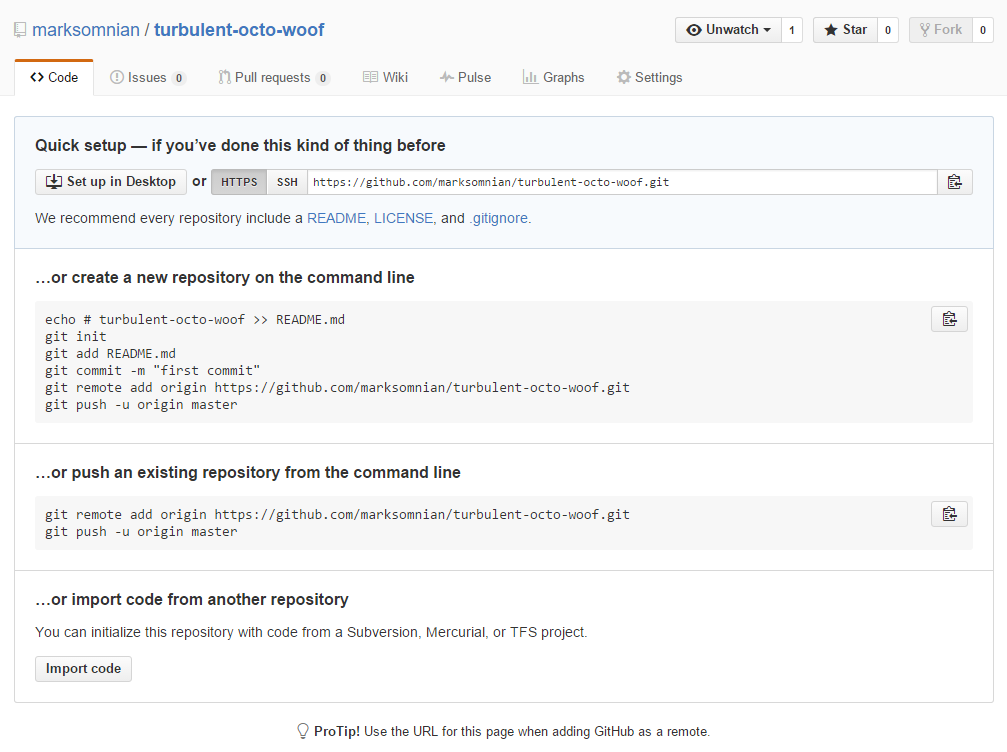 marksomnian / turbulent-octo-woof
Unwatch 1 Star 0 Fork 0
Code Issues 0 Pull requests 0 Wiki Pulse Graphs Settings
Quick setup — if you’ve done this kind of thing before
Set up in Desktop or HTTPS SSH https://github.com/marksomnian/turbulent-octo-woof.git
We recommend every repository include a README, LICENSE, and .gitignore.
…or create a new repository on the command line
echo # turbulent-octo-woof >> README.md
git init
git add README.md
git commit -m "first commit"
git remote add origin https://github.com/marksomnian/turbulent-octo-woof.git
git push -u origin master
…or push an existing repository from the command line
git remote add origin https://github.com/marksomnian/turbulent-octo-woof.git
git push -u origin master
…or import code from another repository
You can initialize this repository with code from a Subversion, Mercurial, or TFS project.
Import code
ProTip! Use the URL for this page when adding GitHub as a remote.